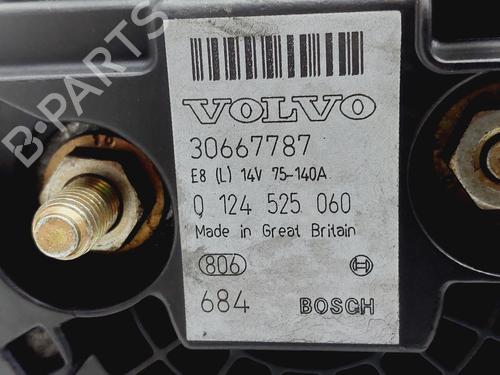 B-PARTS
VOLVO
30667787
E8 (L) 14V 75-140A
0 124 525 060
Made in Great Britain
806
684 BOSCH